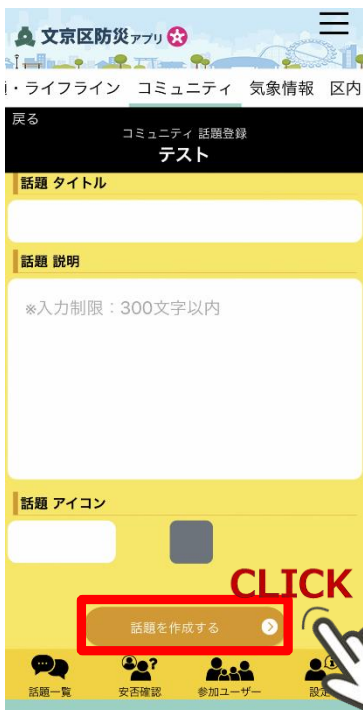 文京区防災アプリ
・ライフライン コミュニティ 気象情報 区内
戻る
コミュニティ 話題登録
テスト
話題 タイトル
話題 説明
※入力制限：300文字以内
話題 アイコン
CLICK
話題を作成する
話題一覧 安否確認 参加ユーザー 設定